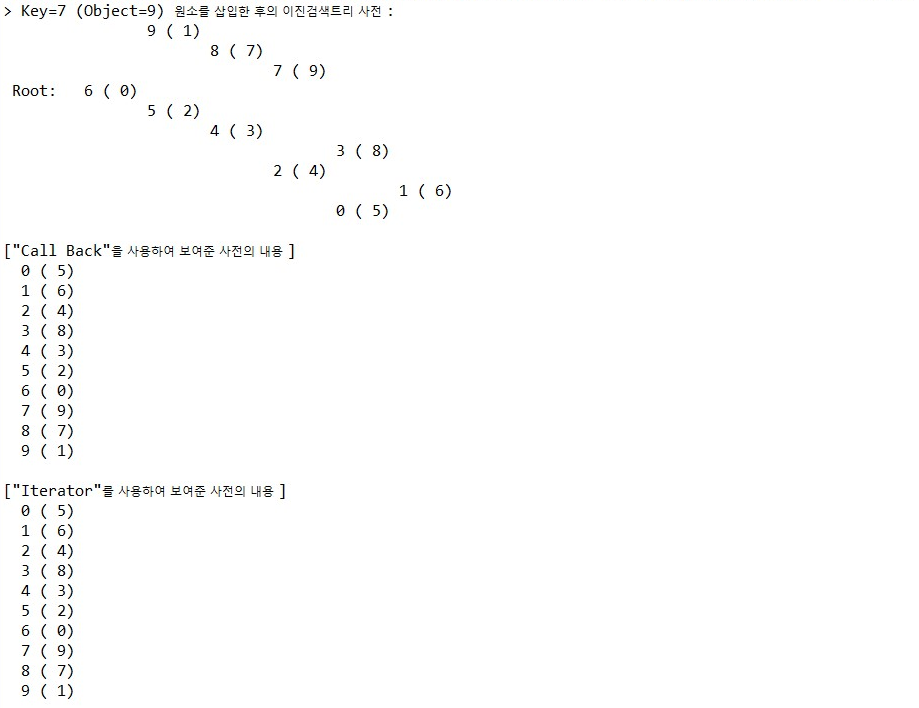 > Key=7 (Object=9) 원소를 삽입한 후의 이진검색트리 사전 :
9 ( 1)
8 ( 7)
7 ( 9)
Root: 6 ( 0)
5 ( 2)
4 ( 3)
3 ( 8)
2 ( 4)
1 ( 6)
0 ( 5)
["Call Back"을 사용하여 보여준 사전의 내용 ]
0 ( 5)
1 ( 6)
2 ( 4)
3 ( 8)
4 ( 3)
5 ( 2)
6 ( 0)
7 ( 9)
8 ( 7)
9 ( 1)
["Iterator"를 사용하여 보여준 사전의 내용 ]
0 ( 5)
1 ( 6)
2 ( 4)
3 ( 8)
4 ( 3)
5 ( 2)
6 ( 0)
7 ( 9)
8 ( 7)
9 ( 1)